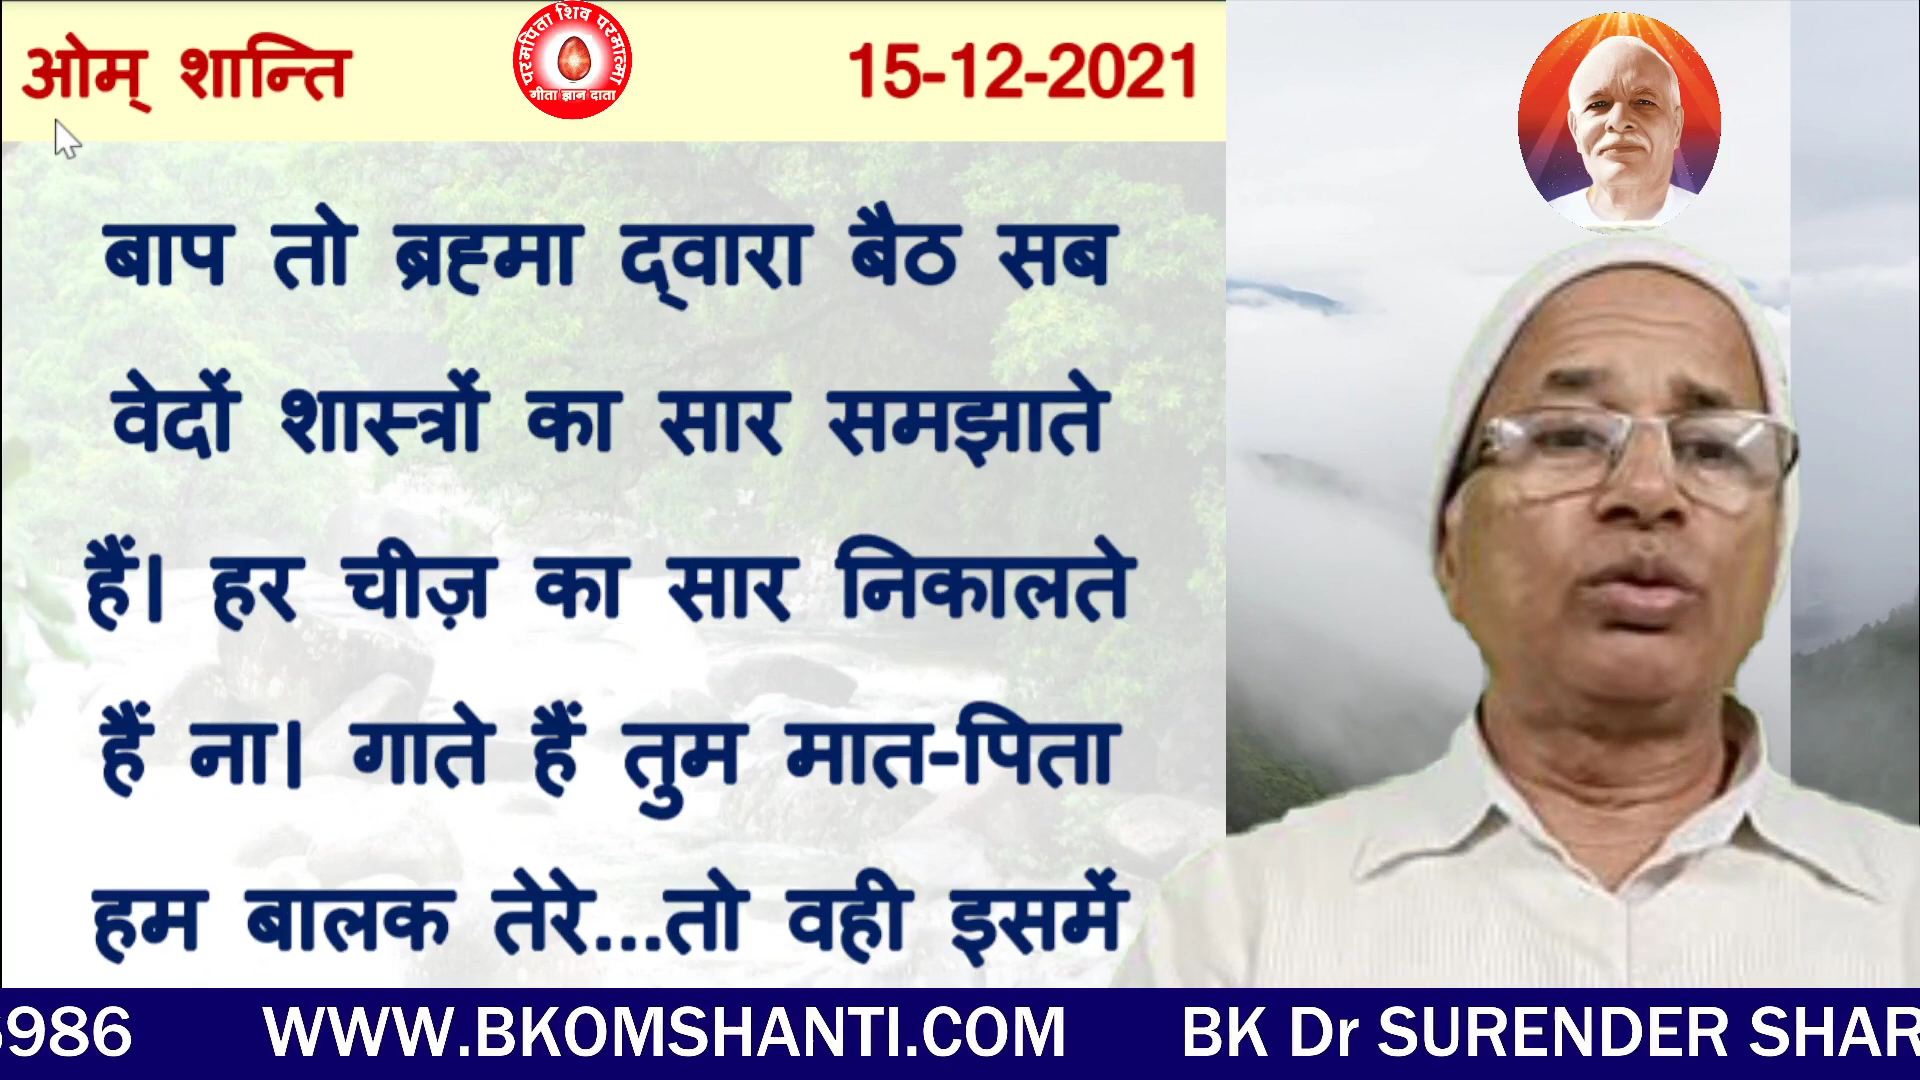 ओम् शान्ति
परमपिता शिव परमात्मा
गीता ज्ञान दाता
15-12-2021
बाप तो ब्रह्मा द्वारा बैठ सब
वेदों शास्त्रों का सार समझाते
हैं। हर चीज़ का सार निकालते
हैं ना। गाते हैं तुम मात-पिता
हम बालक तेरे...तो वही इसमें
986 WWW.BKOMSHANTI.COM BK Dr SURENDER SHAR